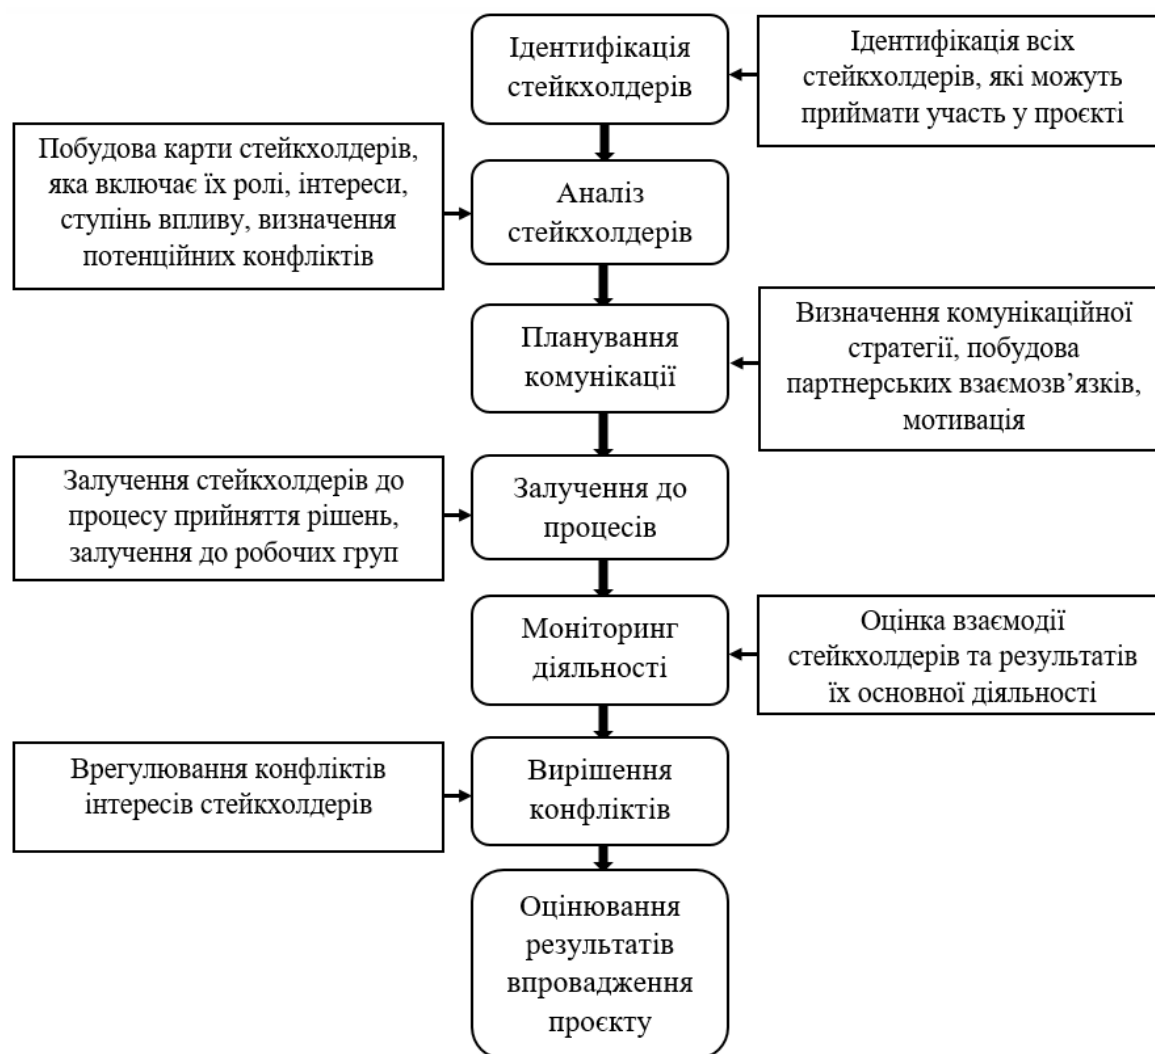 Ідентифікація
стейкхолдерів
Ідентифікація всіх
стейкхолдерів, які можуть
приймати участь у проєкті
Побудова карти стейкхолдерів,
яка включає їх ролі, інтереси,
ступінь впливу, визначення
потенційних конфліктів
Аналіз
стейкхолдерів
Планування
комунікації
Визначення комунікаційної
стратегії, побудова
партнерських взаємозв’язків,
мотивація
Залучення стейкхолдерів до
процесу прийняття рішень,
залучення до робочих груп
Залучення до
процесів
Моніторинг
діяльності
Оцінка взаємодії
стейкхолдерів та результатів
їх основної діяльності
Врегулювання конфліктів
інтересів стейкхолдерів
Вирішення
конфліктів
Оцінювання
результатів
впровадження
проєкту